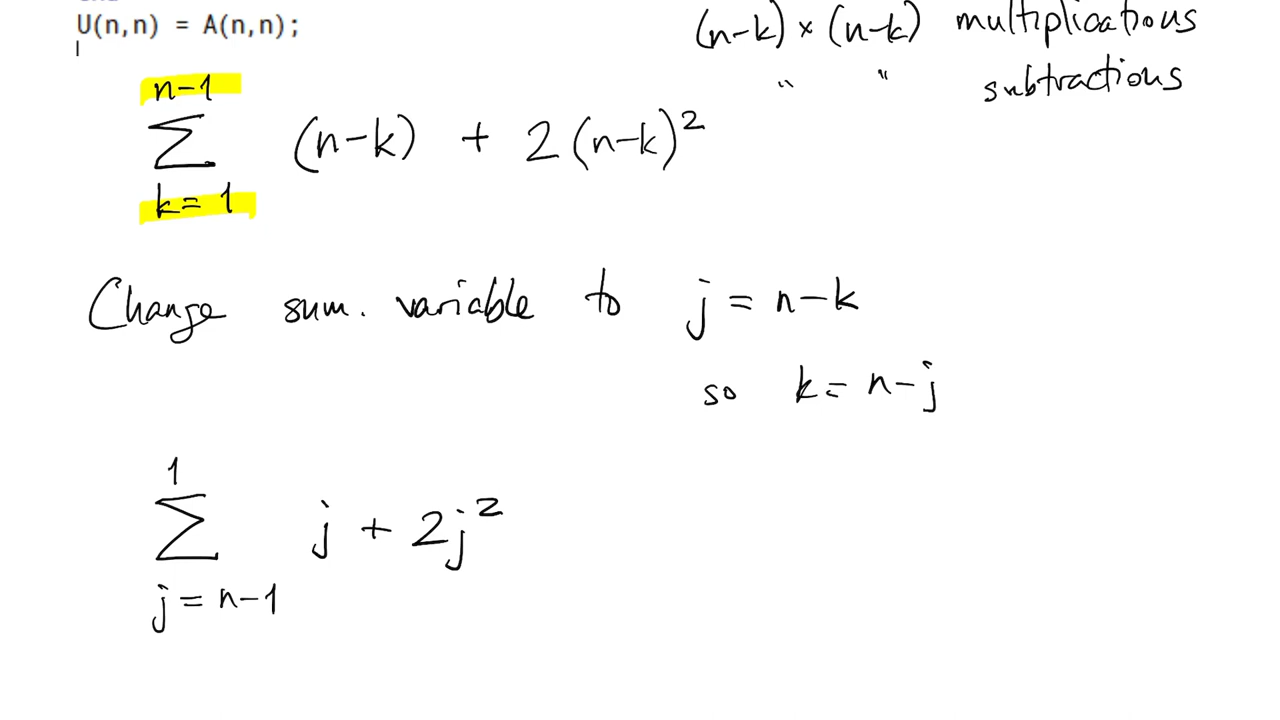 U(n,n) = A(n,n);
(n-k) × (n-k) multiplications
" " subtractions
n-1
∑ (n-k) + 2(n-k)²
k=1
Change sum. variable to j = n-k
so k = n-j
1
∑ j + 2j²
j = n-1